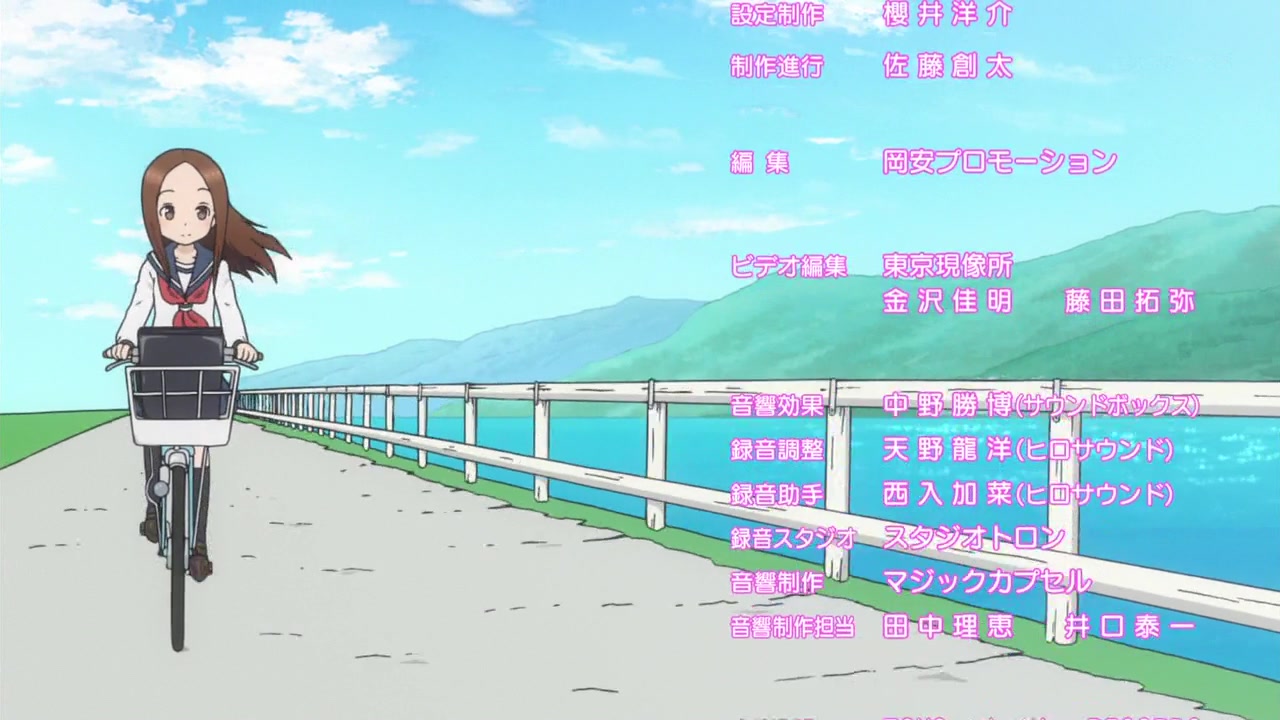 設定制作 櫻井洋介
制作進行 佐藤創太
編集 岡安プロモーション
ビデオ編集 東京現像所
金沢佳明 藤田拓弥
音響効果 中野勝博(サウンドボックス)
録音調整 天野龍洋(ヒロサウンド)
録音助手 西入加菜(ヒロサウンド)
録音スタジオ スタジオトロン
音響制作 マジックカプセル
音響制作担当 田中理恵 井口泰一